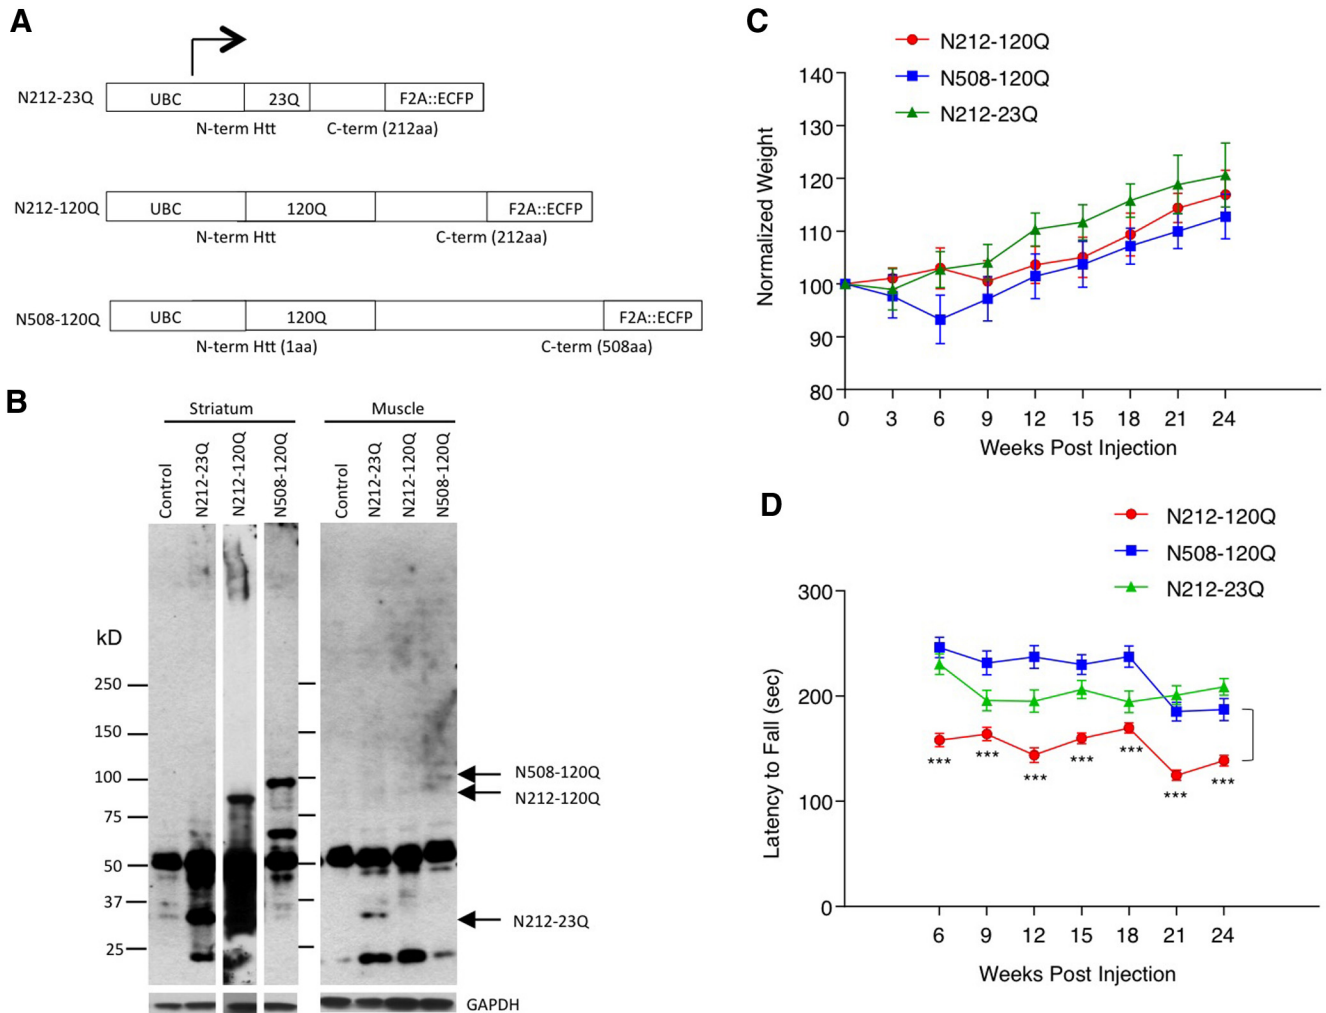 A
N212-23Q
UBC
23Q
F2A::ECFP
N-term Htt
C-term (212aa)
N212-120Q
UBC
120Q
F2A::ECFP
N-term Htt
C-term (212aa)
N508-120Q
UBC
120Q
F2A::ECFP
N-term Htt (1aa)
C-term (508aa)
B
Striatum
Muscle
Control
N212-23Q
N212-120Q
N508-120Q
Control
N212-23Q
N212-120Q
N508-120Q
kD
250
150
100
75
50
37
25
N508-120Q
N212-120Q
N212-23Q
GAPDH
C
N212-120Q
N508-120Q
N212-23Q
Normalized Weight
140
130
120
110
100
90
80
0 3 6 9 12 15 18 21 24
Weeks Post Injection
D
N212-120Q
N508-120Q
N212-23Q
Latency to Fall (sec)
300
200
100
0
*** *** *** *** *** *** ***
6 9 12 15 18 21 24
Weeks Post Injection